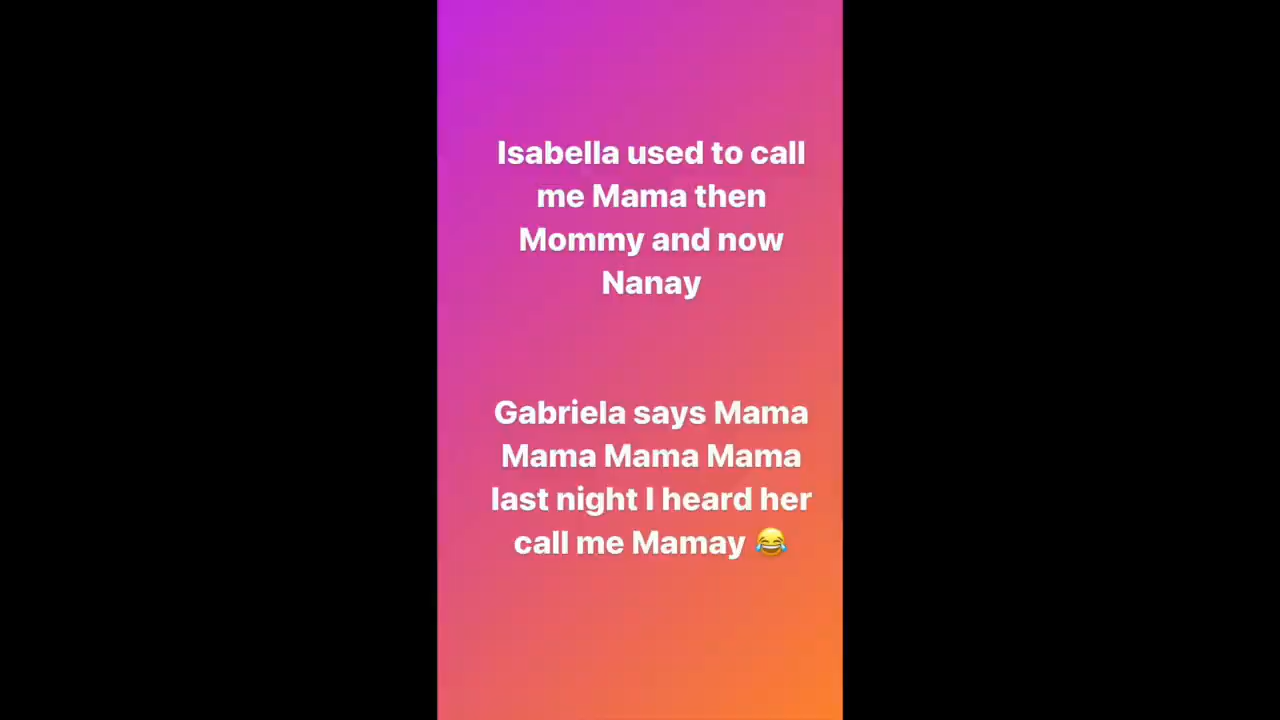 Isabella used to call
me Mama then
Mommy and now
Nanay
Gabriela says Mama
Mama Mama Mama
last night I heard her
call me Mamay 😂